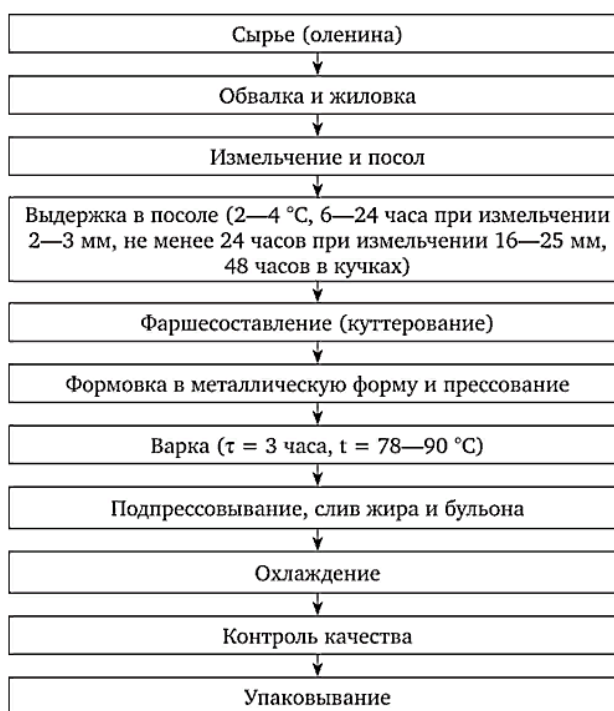 Сырье (оленина)
Обвалка и жиловка
Измельчение и посол
Выдержка в посоле (2—4 °C, 6—24 часа при измельчении
2—3 мм, не менее 24 часов при измельчении 16—25 мм,
48 часов в кучках)
Фаршесоставление (куттерование)
Формовка в металлическую форму и прессование
Варка (τ = 3 часа, t = 78—90 °C)
Подпрессовывание, слив жира и бульона
Охлаждение
Контроль качества
Упаковывание